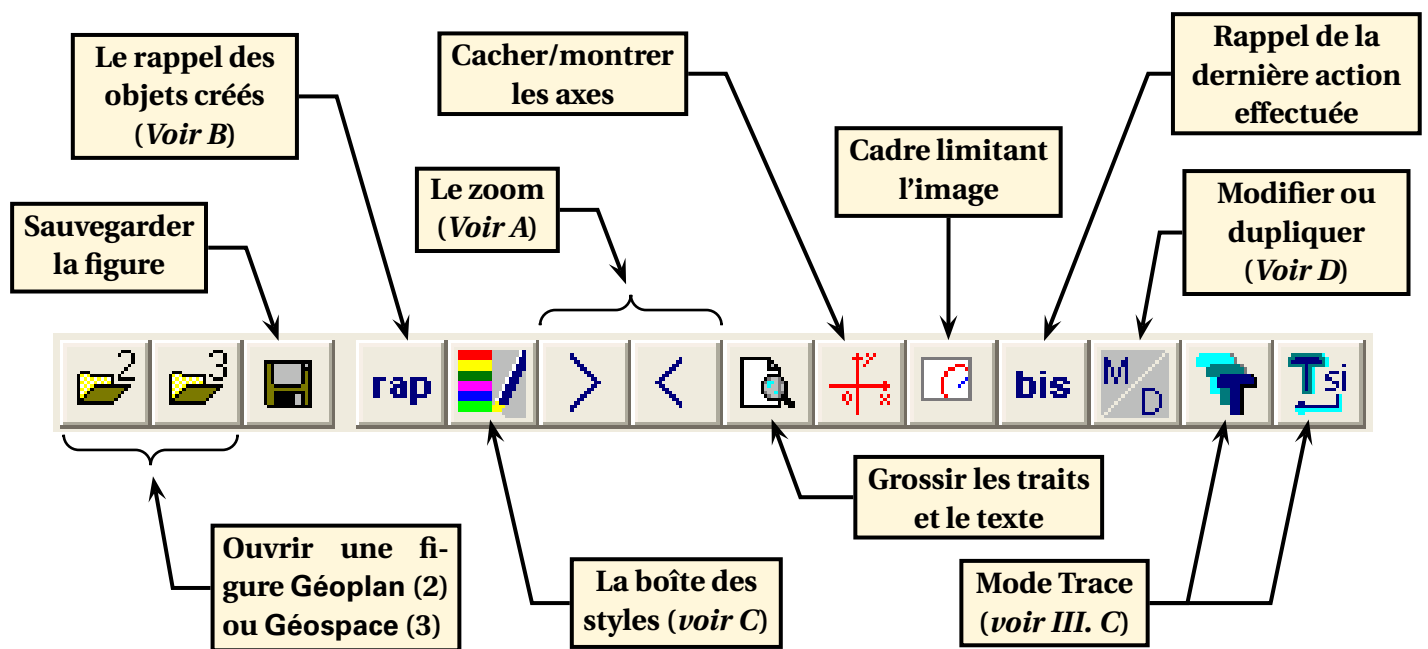 Le rappel des
objets créés
(Voir B)
Cacher/montrer
les axes
Rappel de la
dernière action
effectuée
Cadre limitant
l'image
Le zoom
(Voir A)
Modifier ou
dupliquer
(Voir D)
Sauvegarder
la figure
2
3
rap
y
o
x
bis
M
D
T si
Grossir les traits
et le texte
Ouvrir une fi-
gure Géoplan (2)
ou Géospace (3)
La boîte des
styles (voir C)
Mode Trace
(voir III. C)